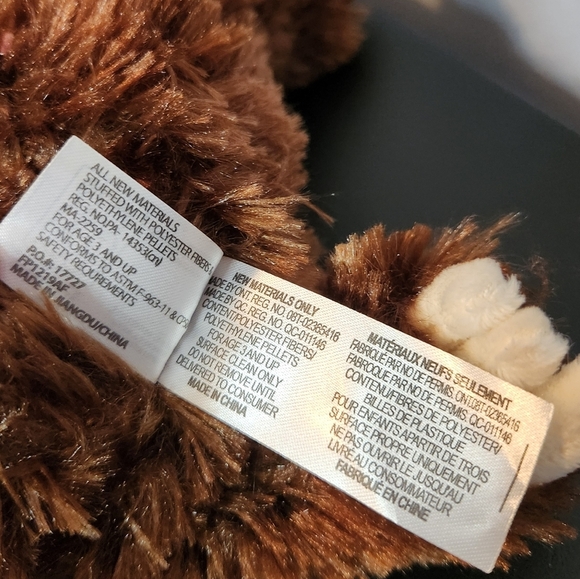 ALL NEW MATERIALS
STUFFED WITH POLYESTER FIBERS
POLYETHYLENE PELLETS
REG. NO.PA- 14355(cn)
MA-2259
FOR AGE 3 AND UP
CONFORMS TO ASTM F-963-11 & CPS
SAFETY REQUIREMENTS
P.O.#-17727
FP1219AF
MADE IN JIANGDU/CHINA
NEW MATERIALS ONLY
MADE BY ONT. REG. NO. 08T-02365416
MADE BY QC. REG. NO. QC-011146
CONTENT/POLYESTER FIBERS/
POLYETHYLENE PELLETS
FOR AGE 3 AND UP
SURFACE CLEAN ONLY
DO NOT REMOVE UNTIL
DELIVERED TO CONSUMER
MADE IN CHINA
MATÉRIAUX NEUFS SEULEMENT
FABRIQUÉ PAR NO DE PERMIS. ONT.08T-02365416
FABRIQUÉ PAR NO DE PERMIS. QC-011146
CONTENU/FIBRES DE POLYESTER/
BILLES DE PLASTIQUE
POUR ENFANTS À PARTIR DE TROIS
SURFACE PROPRE UNIQUEMENT
NE PAS OUVRIR LE JUSQU'AU
LIVRÉ AU CONSOMMATEUR
FABRIQUÉ EN CHINE